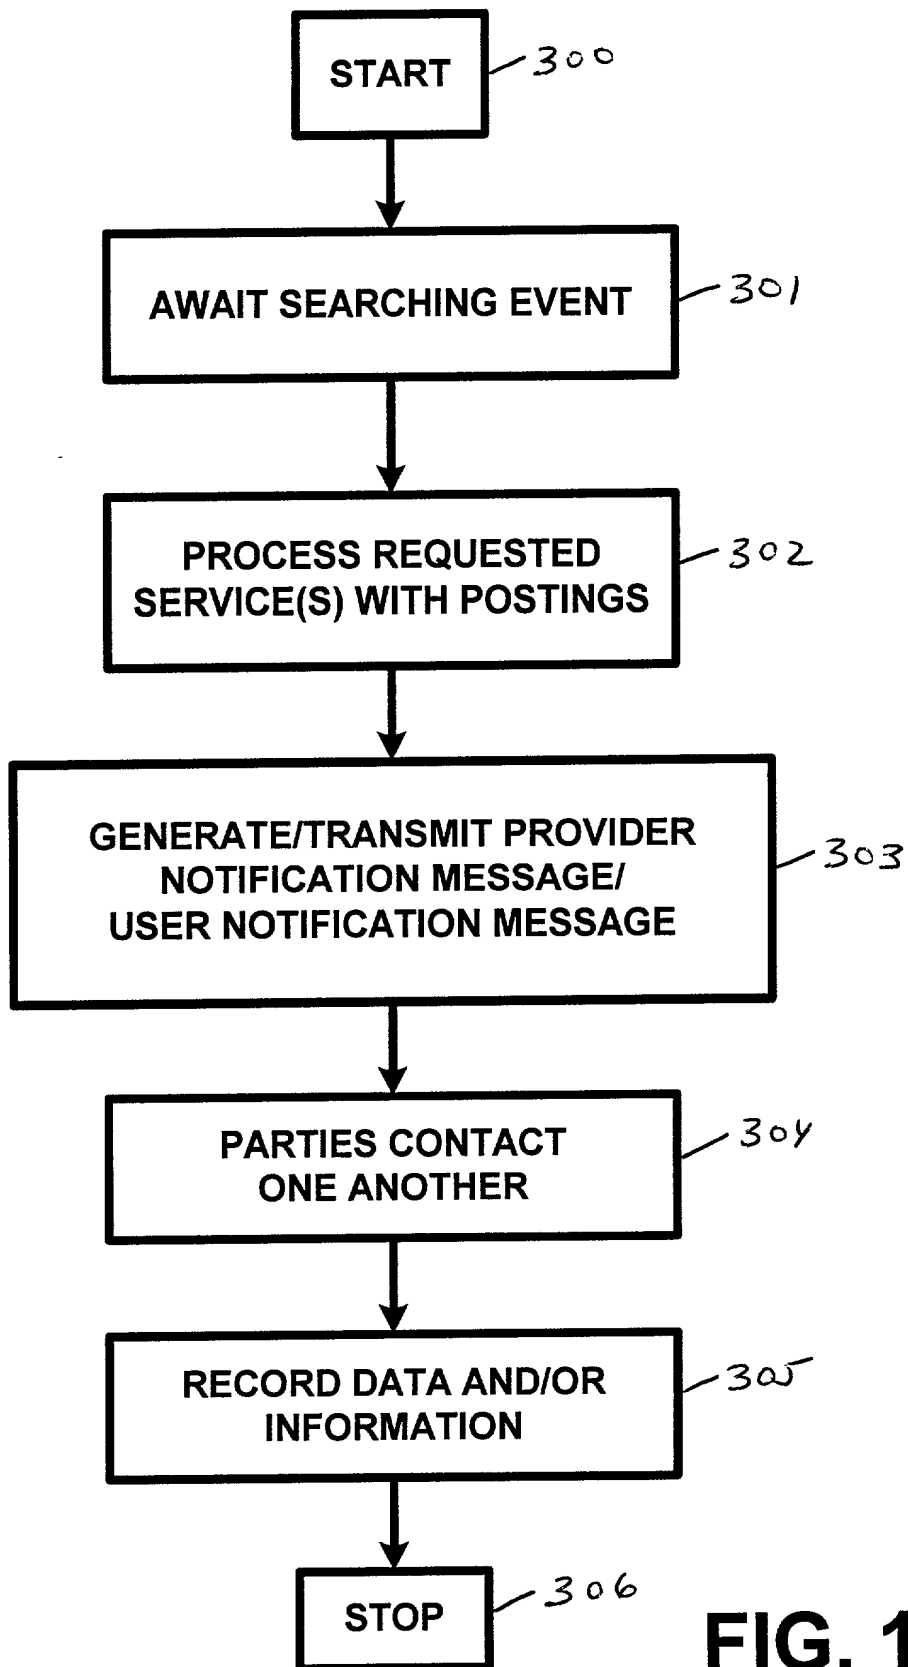 START
300
AWAIT SEARCHING EVENT
301
PROCESS REQUESTED
SERVICE(S) WITH POSTINGS
302
GENERATE/TRANSMIT PROVIDER
NOTIFICATION MESSAGE/
USER NOTIFICATION MESSAGE
303
PARTIES CONTACT
ONE ANOTHER
304
RECORD DATA AND/OR
INFORMATION
305
STOP
306
FIG. 1